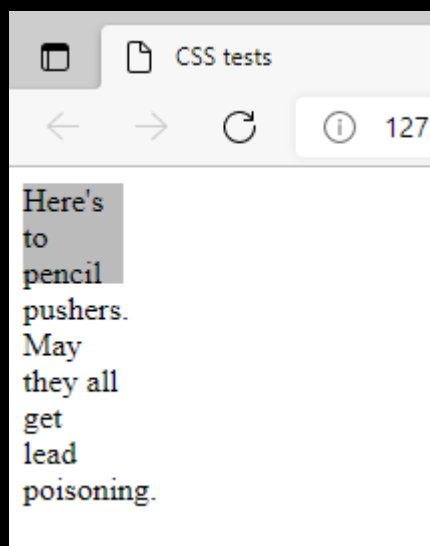 CSS tests
127
Here's
to
pencil
pushers.
May
they all
get
lead
poisoning.